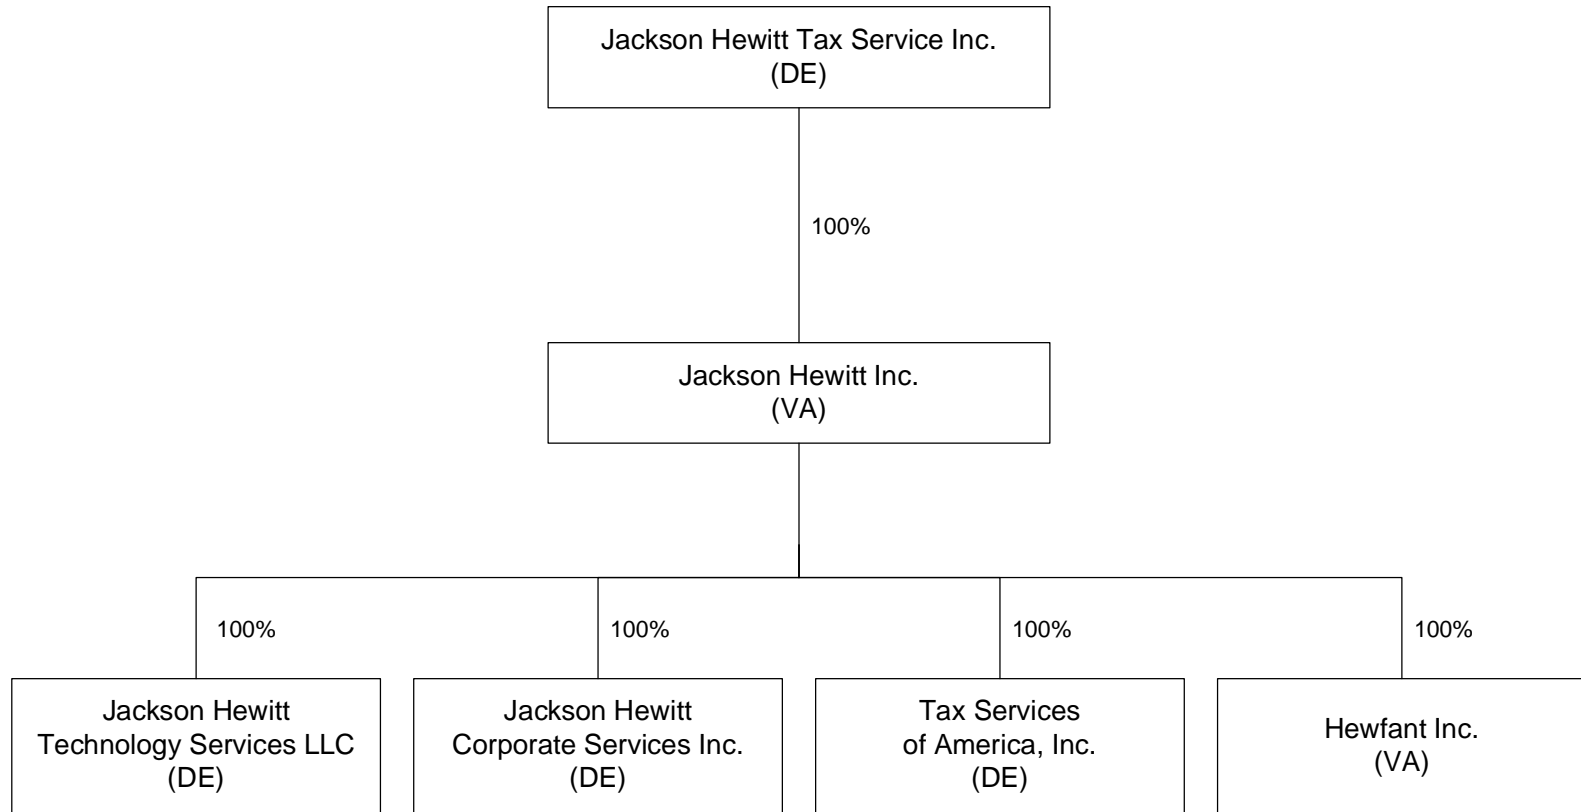 Jackson Hewitt Tax Service Inc.
(DE)
100%
Jackson Hewitt Inc.
(VA)
100%
100%
100%
100%
Jackson Hewitt
Technology Services LLC
(DE)
Jackson Hewitt
Corporate Services Inc.
(DE)
Tax Services
of America, Inc.
(DE)
Hewfant Inc.
(VA)